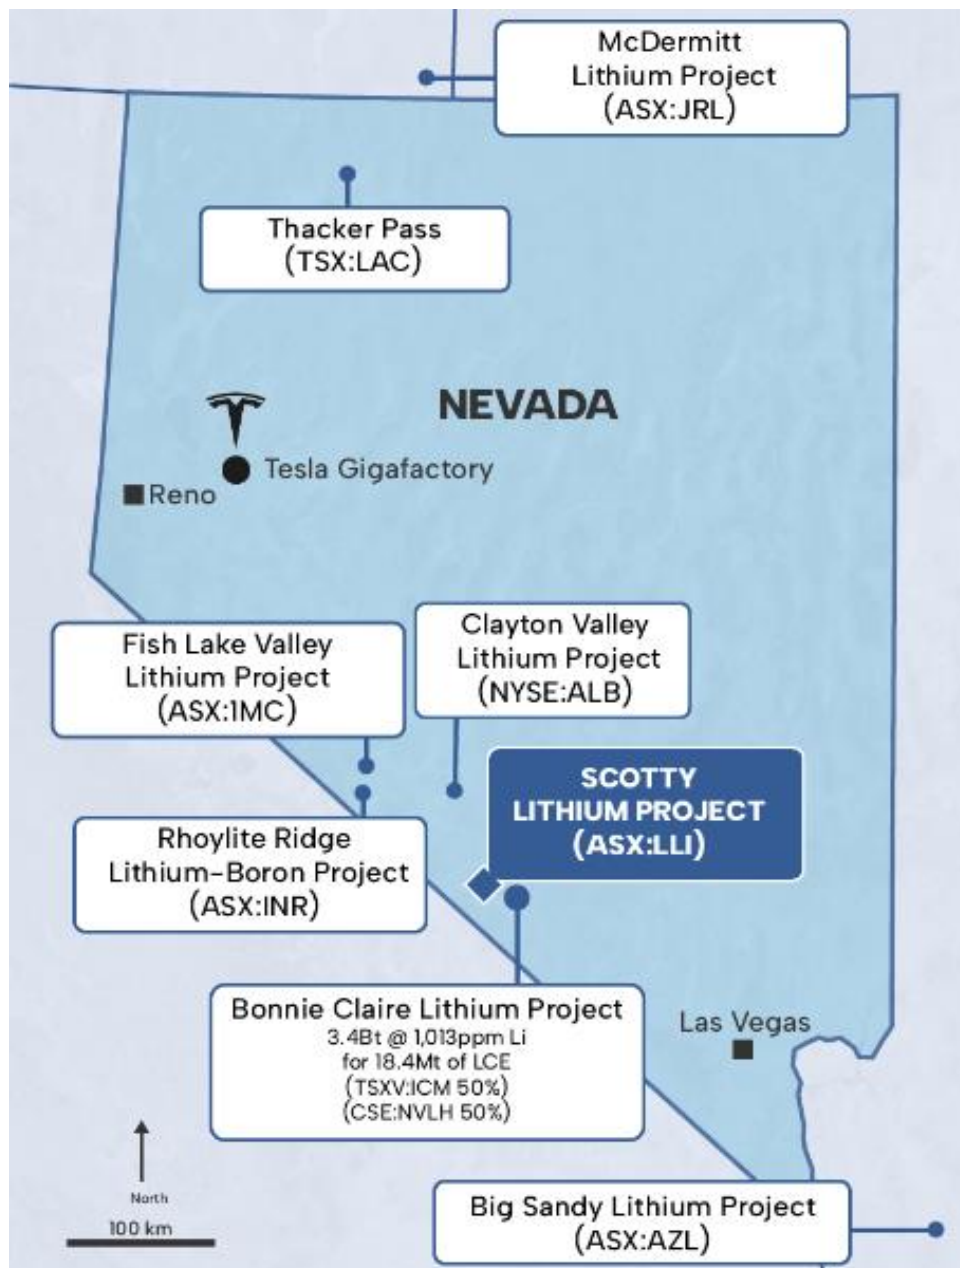 McDermitt
Lithium Project
(ASX:JRL)
Thacker Pass
(TSX:LAC)
NEVADA
Tesla Gigafactory
Reno
Fish Lake Valley
Lithium Project
(ASX:1MC)
Clayton Valley
Lithium Project
(NYSE:ALB)
SCOTTY
LITHIUM PROJECT
(ASX:LLI)
Rhoylite Ridge
Lithium-Boron Project
(ASX:INR)
Bonnie Claire Lithium Project
3.4Bt @ 1,013ppm Li
for 18.4Mt of LCE
(TSXV:ICM 50%)
(CSE:NVLH 50%)
Las Vegas
North
100 km
Big Sandy Lithium Project
(ASX:AZL)